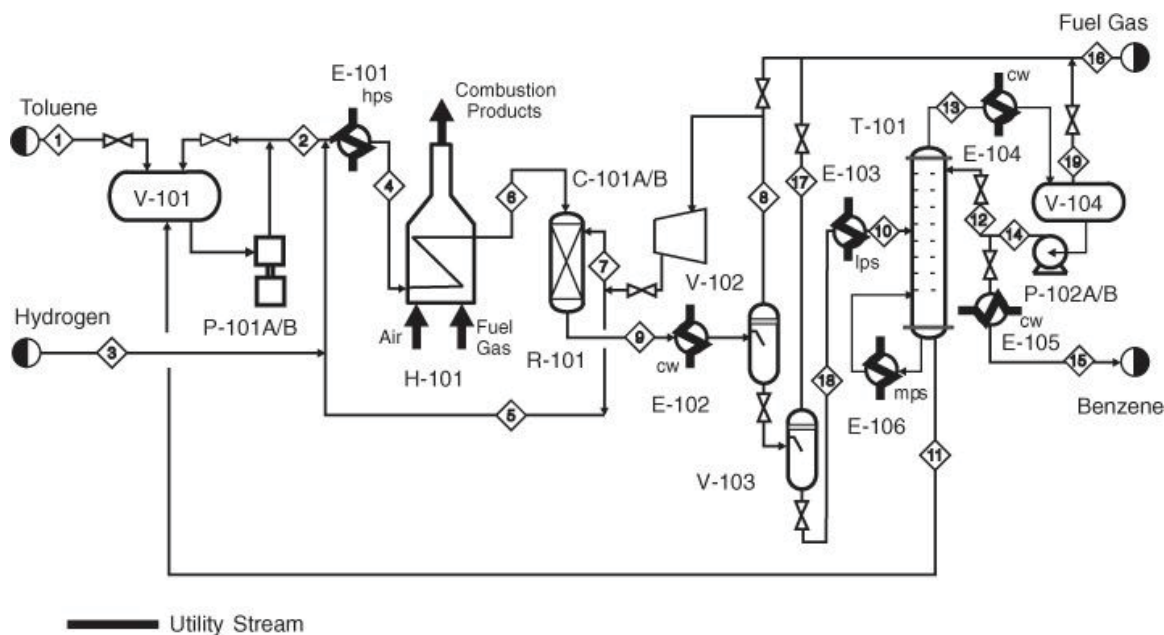 Fuel Gas
16
E-101
hps
Combustion
Products
cw
13
T-101
Toluene
1
2
E-104
19
C-101A/B
V-101
4
6
8
17
E-103
V-104
12
14
10
lps
7
V-102
P-101A/B
P-102A/B
cw
E-105
Hydrogen
3
Air
Fuel
Gas
R-101
9
cw
18
15
H-101
E-102
mps
E-106
Benzene
5
11
V-103
Utility Stream